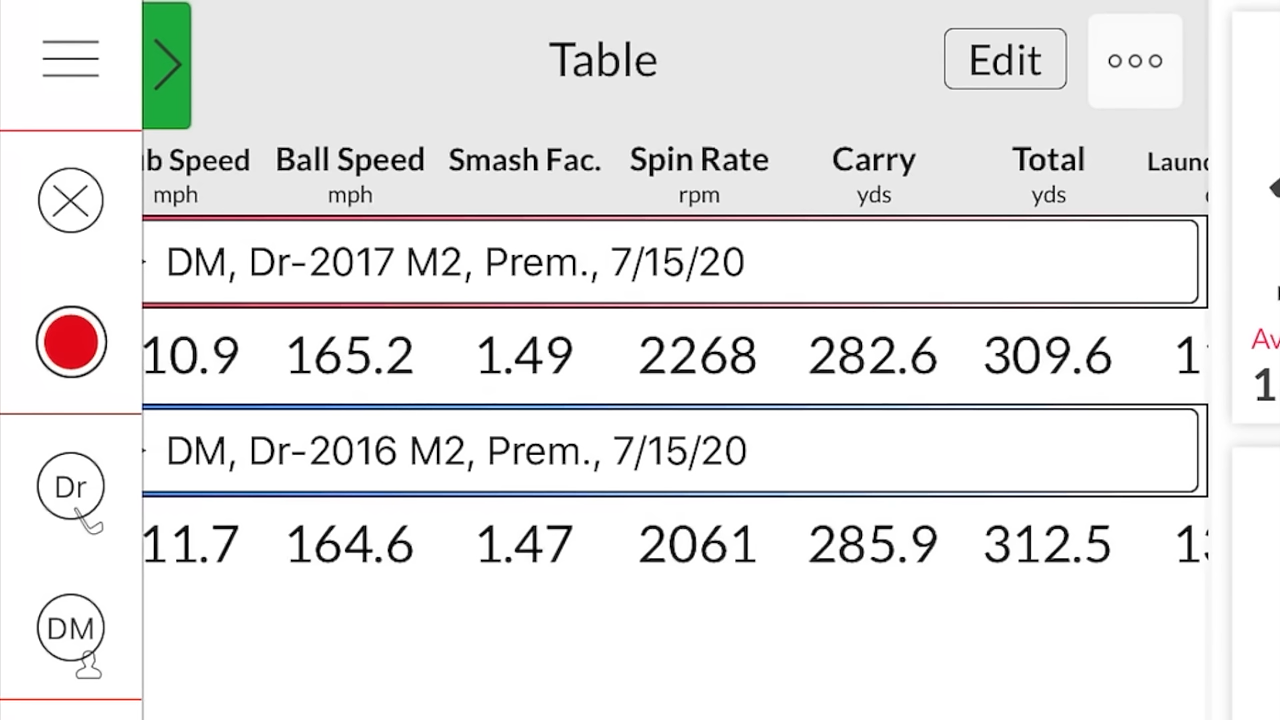 Table
Edit
Speed Ball Speed Smash Fac. Spin Rate Carry Total
mph mph rpm yds yds
DM, Dr-2017 M2, Prem., 7/15/20
10.9 165.2 1.49 2268 282.6 309.6
DM, Dr-2016 M2, Prem., 7/15/20
11.7 164.6 1.47 2061 285.9 312.5
Dr
DM